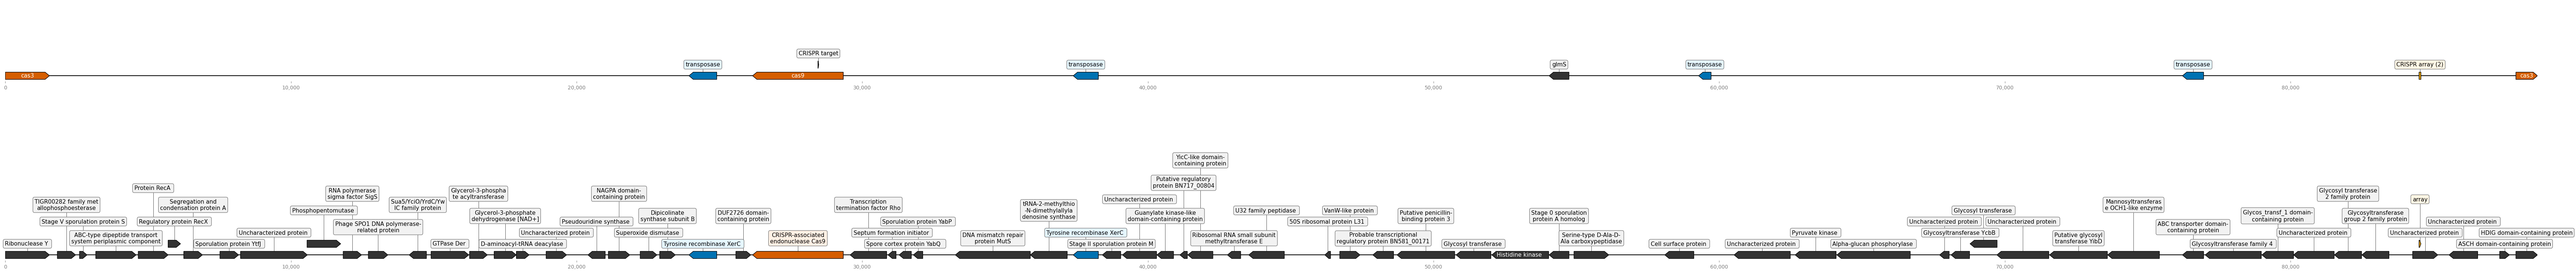 CRISPR target
transposase
transposase
glmS
transposase
transposase
CRISPR array (2)
cas3
cas9
cas3
0
10,000
20,000
30,000
40,000
50,000
60,000
70,000
80,000
YicC-like domain-
containing protein
Putative regulatory
protein BN717_00804
Protein RecA
RNA polymerase
sigma factor SigS
Glycerol-3-phospha
te acyltransferase
NAGPA domain-
containing protein
Glycosyl transferase
2 family protein
TIGR00282 family met
allophosphoesterase
Segregation and
condensation protein A
Phosphopentomutase
Sua5/YciO/YrdC/Yw
lC family protein
Glycerol-3-phosphate
dehydrogenase [NAD+]
Dipicolinate
synthase subunit B
DUF2726 domain-
containing protein
Transcription
termination factor Rho
tRNA-2-methylthio
-N-dimethylallyla
denosine synthase
Uncharacterized protein
Guanylate kinase-like
domain-containing protein
U32 family peptidase
VanW-like protein
Putative penicillin-
binding protein 3
Stage 0 sporulation
protein A homolog
Glycosyl transferase
Mannosyltransferas
e OCH1-like enzyme
Glycos_transf_1 domain-
containing protein
Glycosyltransferase
group 2 family protein
array
Stage V sporulation protein S
Regulatory protein RecX
Phage SPO1 DNA polymerase-
related protein
Pseudouridine synthase
Sporulation protein YabP
50S ribosomal protein L31
Uncharacterized protein
Uncharacterized protein
ABC transporter domain-
containing protein
Uncharacterized protein
ABC-type dipeptide transport
system periplasmic component
Uncharacterized protein
Uncharacterized protein
Superoxide dismutase
CRISPR-associated
endonuclease Cas9
Septum formation initiator
DNA mismatch repair
protein MutS
Tyrosine recombinase XerC
Ribosomal RNA small subunit
methyltransferase E
Probable transcriptional
regulatory protein BN581_00171
Serine-type D-Ala-D-
Ala carboxypeptidase
Pyruvate kinase
Glycosyltransferase YcbB
Putative glycosyl
transferase YibD
Uncharacterized protein
Uncharacterized protein
HDIG domain-containing protein
Ribonuclease Y
Sporulation protein YtfJ
GTPase Der
D-aminoacyl-tRNA deacylase
Tyrosine recombinase XerC
Spore cortex protein YabQ
Stage II sporulation protein M
Glycosyl transferase
Cell surface protein
Uncharacterized protein
Alpha-glucan phosphorylase
Glycosyltransferase family 4
ASCH domain-containing protein
Histidine kinase
0
10,000
20,000
30,000
40,000
50,000
60,000
70,000
80,000